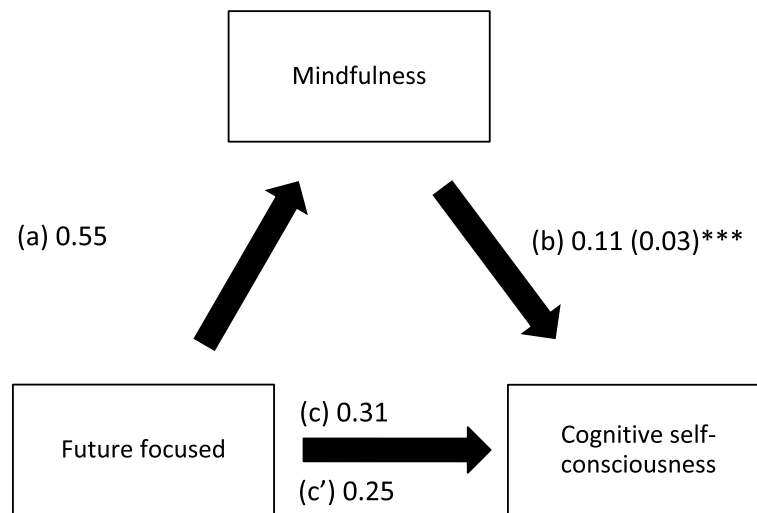 Mindfulness
(a) 0.55
(b) 0.11 (0.03)***
Future focused
(c) 0.31
(c’) 0.25
Cognitive self-
consciousness